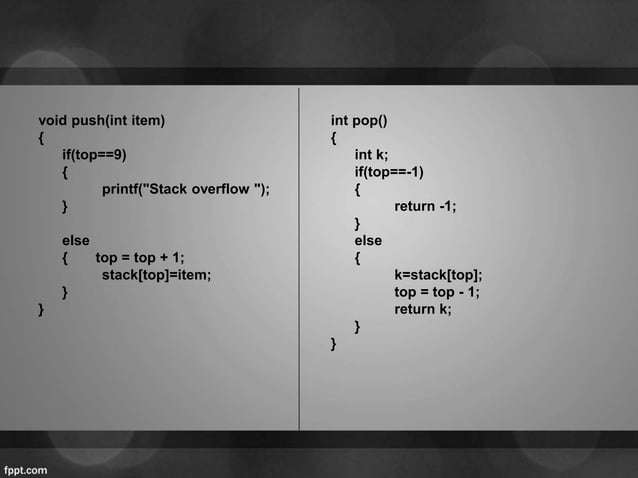 void push(int item)
{
if(top==9)
{
printf("Stack overflow ");
}
else
{ top = top + 1;
stack[top]=item;
}
}
int pop()
{
int k;
if(top==-1)
{
return -1;
}
else
{
k=stack[top];
top = top - 1;
return k;
}
}
fppt.com